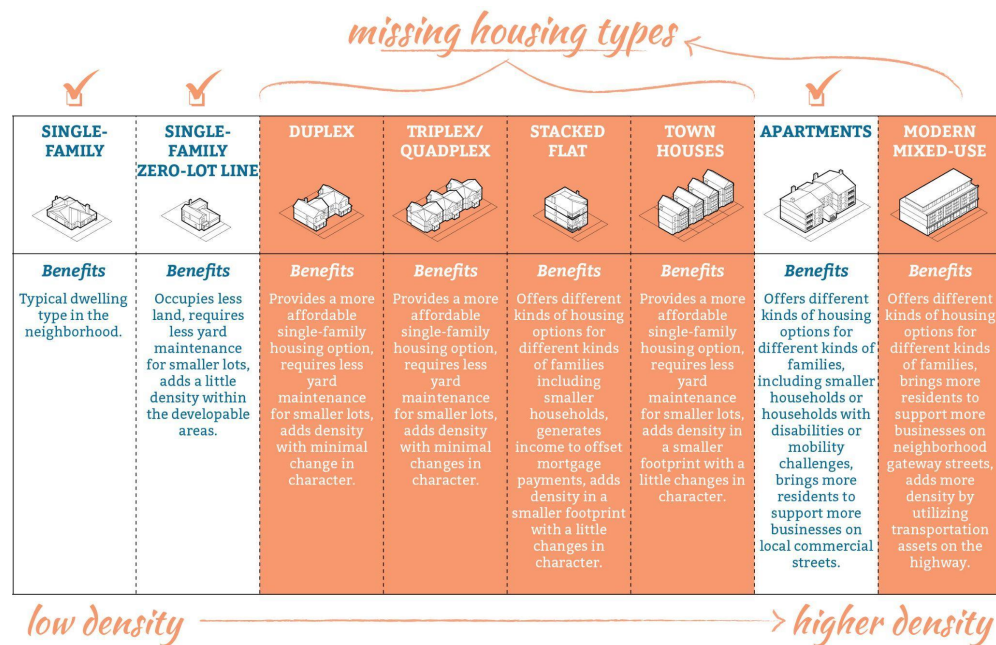 missing housing types
SINGLE-
FAMILY
SINGLE-
FAMILY
ZERO-LOT LINE
DUPLEX
TRIPLEX/
QUADPLEX
STACKED
FLAT
TOWN
HOUSES
APARTMENTS
MODERN
MIXED-USE
Benefits
Typical dwelling
type in the
neighborhood.
Benefits
Occupies less
land, requires
less yard
maintenance
for smaller lots,
adds a little
density within
the developable
areas.
Benefits
Provides a more
affordable
single-family
housing option,
requires less
yard
maintenance
for smaller lots,
adds density
with minimal
change in
character.
Benefits
Provides a more
affordable
single-family
housing option,
requires less
yard
maintenance
for smaller lots,
adds density
with minimal
changes in
character.
Benefits
Offers different
kinds of housing
options for
different kinds
of families
including
smaller
households,
generates
income to offset
mortgage
payments, adds
density in a
smaller footprint
with a little
changes in
character.
Benefits
Provides a more
affordable
single-family
housing option,
requires less
yard
maintenance
for smaller lots,
adds density in
a smaller
footprint with a
little changes in
character.
Benefits
Offers different
kinds of housing
options for
different kinds of
families,
including smaller
households or
households with
disabilities or
mobility
challenges,
brings more
residents to
support more
businesses on
local commercial
streets.
Benefits
Offers different
kinds of housing
options for
different kinds
of families,
brings more
residents to
support more
businesses on
neighborhood
gateway streets,
adds more
density by
utilizing
transportation
assets on the
highway.
low density
higher density